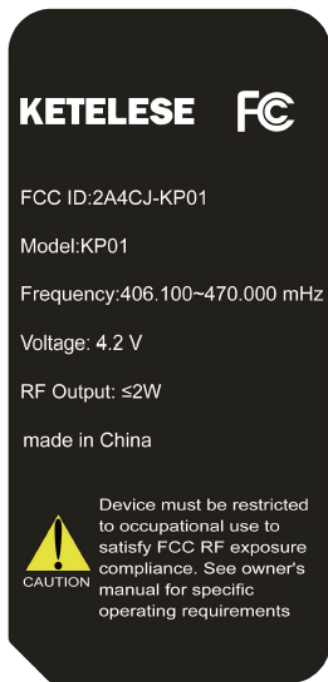 KETELESE FC
FCC ID:2A4CJ-KP01
Model:KP01
Frequency:406.100~470.000 mHz
Voltage: 4.2 V
RF Output: ≤2W
made in China
Device must be restricted
to occupational use to
satisfy FCC RF exposure
compliance. See owner's
manual for specific
operating requirements
CAUTION